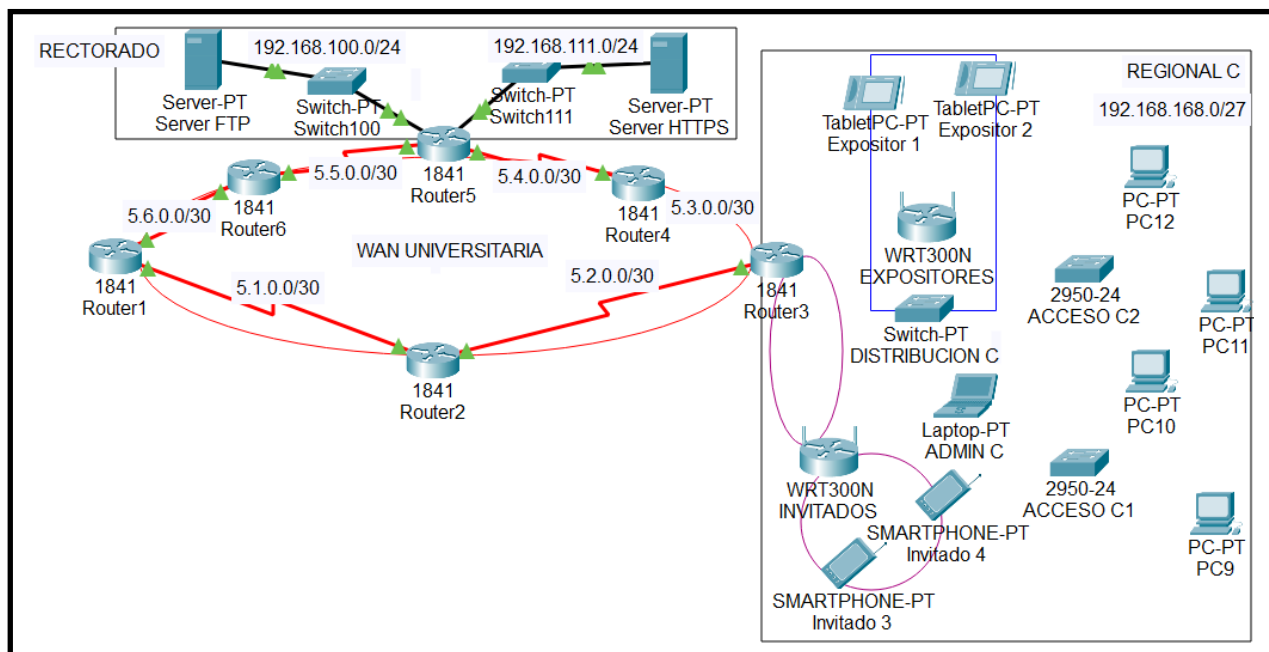 RECTORADO
192.168.100.0/24
192.168.111.0/24
Server-PT
Server FTP
Switch-PT
Switch100
Switch-PT
Switch111
Server-PT
Server HTTPS
5.5.0.0/30
1841
Router5
5.4.0.0/30
5.6.0.0/30
1841
Router6
1841
Router4
5.3.0.0/30
WAN UNIVERSITARIA
1841
Router1
5.1.0.0/30
5.2.0.0/30
1841
Router3
1841
Router2
REGIONAL C
192.168.168.0/27
TabletPC-PT
Expositor 1
TabletPC-PT
Expositor 2
PC-PT
PC12
WRT300N
EXPOSITORES
2950-24
ACCESO C2
PC-PT
PC11
Switch-PT
DISTRIBUCION C
PC-PT
PC10
Laptop-PT
ADMIN C
WRT300N
INVITADOS
2950-24
ACCESO C1
SMARTPHONE-PT
Invitado 4
PC-PT
PC9
SMARTPHONE-PT
Invitado 3